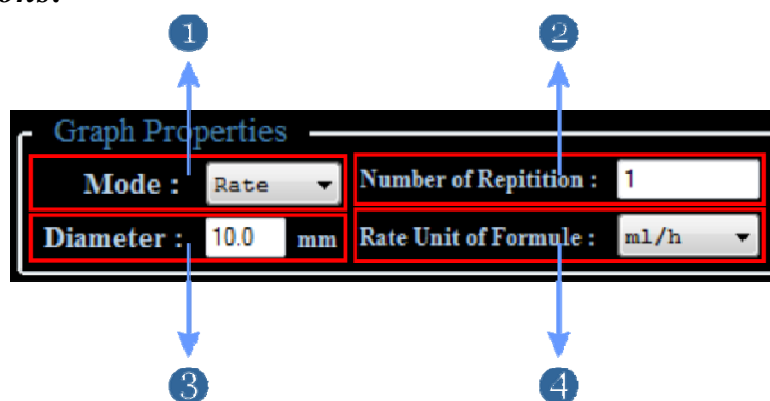 ons:
1 2
Graph Properties
Mode : Rate Number of Repitition : 1
Diameter : 10.0 mm Rate Unit of Formule : ml/h
3 4